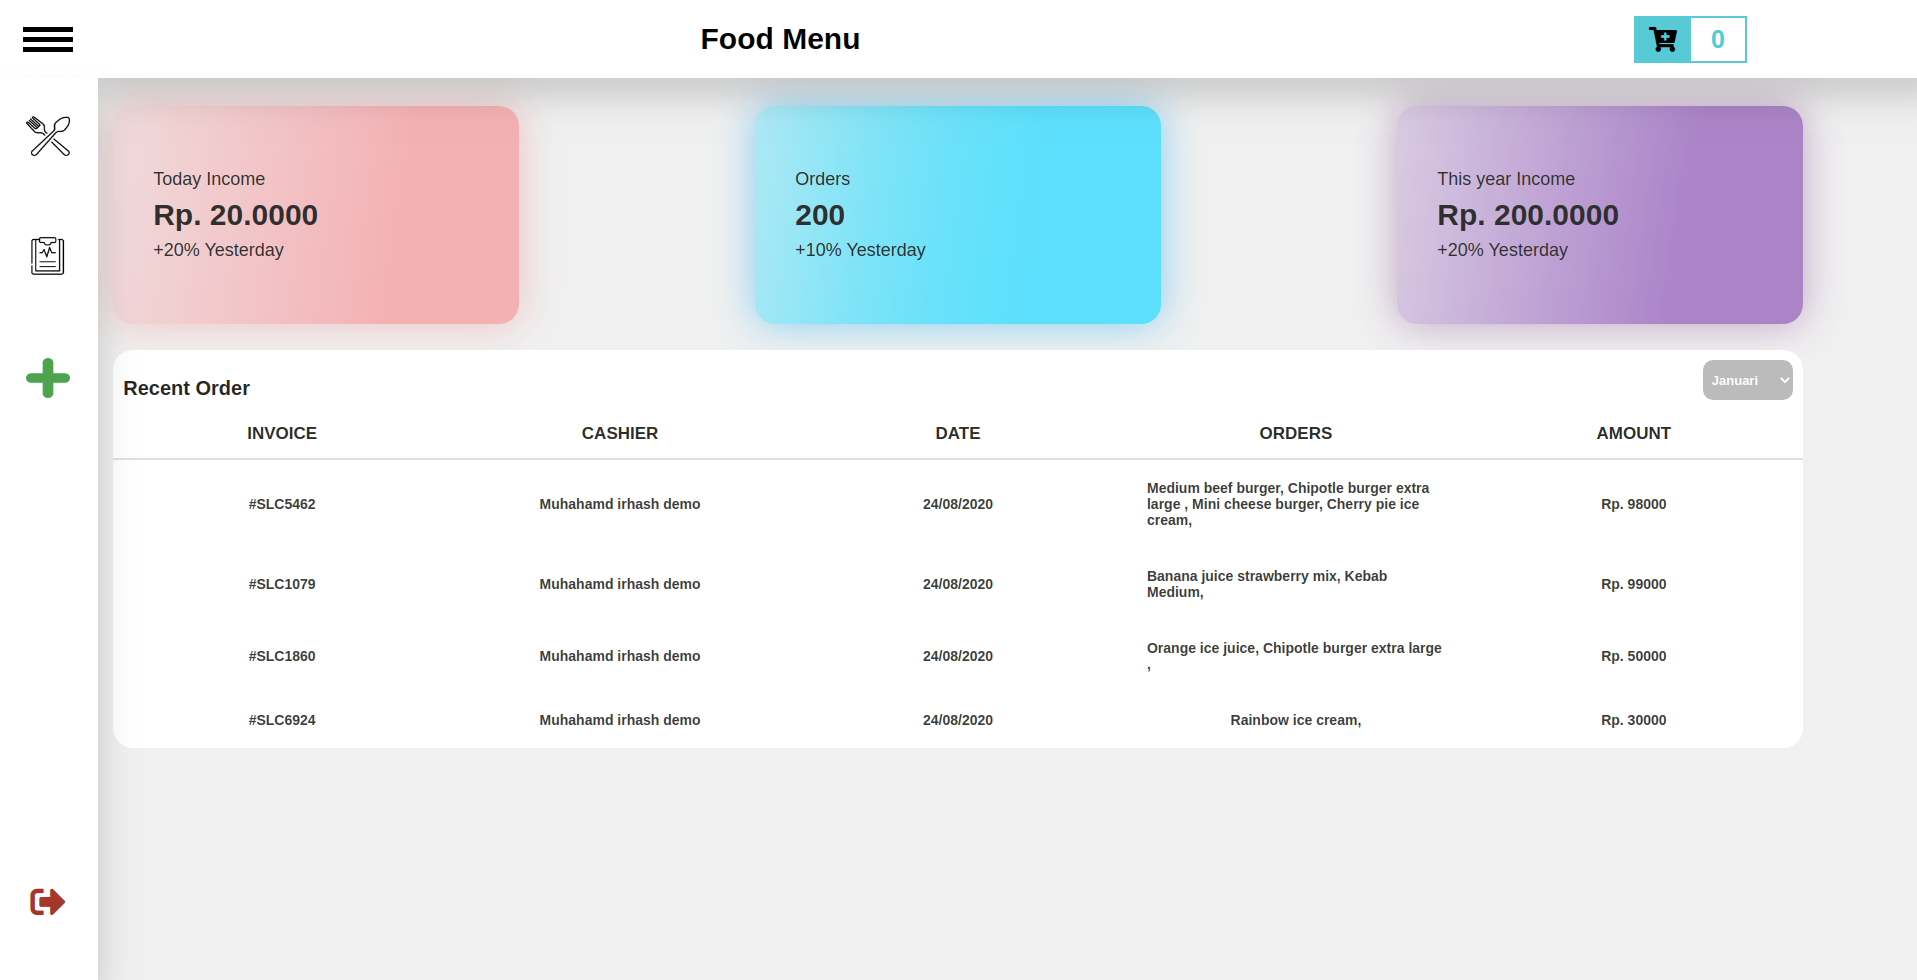 Food Menu
0
Today Income
Rp. 20.0000
+20% Yesterday
Orders
200
+10% Yesterday
This year Income
Rp. 200.0000
+20% Yesterday
Recent Order
Januari
INVOICE CASHIER DATE ORDERS AMOUNT
#SLC5462 Muhahamd irhash demo 24/08/2020 Medium beef burger, Chipotle burger extra
large , Mini cheese burger, Cherry pie ice
cream,
Rp. 98000
#SLC1079 Muhahamd irhash demo 24/08/2020 Banana juice strawberry mix, Kebab
Medium,
Rp. 99000
#SLC1860 Muhahamd irhash demo 24/08/2020 Orange ice juice, Chipotle burger extra large
,
Rp. 50000
#SLC6924 Muhahamd irhash demo 24/08/2020 Rainbow ice cream, Rp. 30000